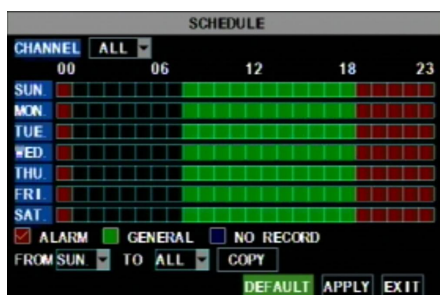 SCHEDULE
CHANNEL ALL
00 06 12 18 23
SUN.
MON.
TUE.
WED.
THU.
FRI.
SAT.
ALARM GENERAL NO RECORD
FROM SUN. TO ALL COPY
DEFAULT APPLY EXIT